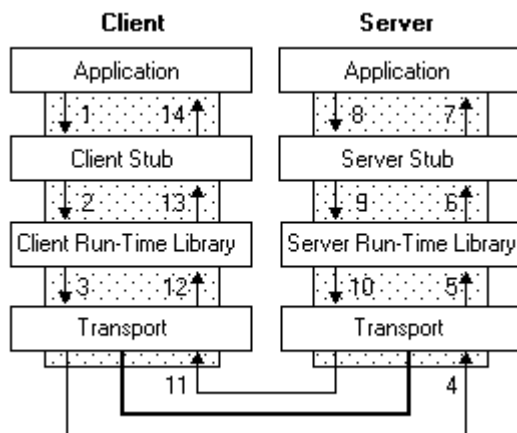 Client Server
Application Application
1 14 8 7
Client Stub Server Stub
2 13 9 6
Client Run-Time Library Server Run-Time Library
3 12 10 5
Transport Transport
11 4